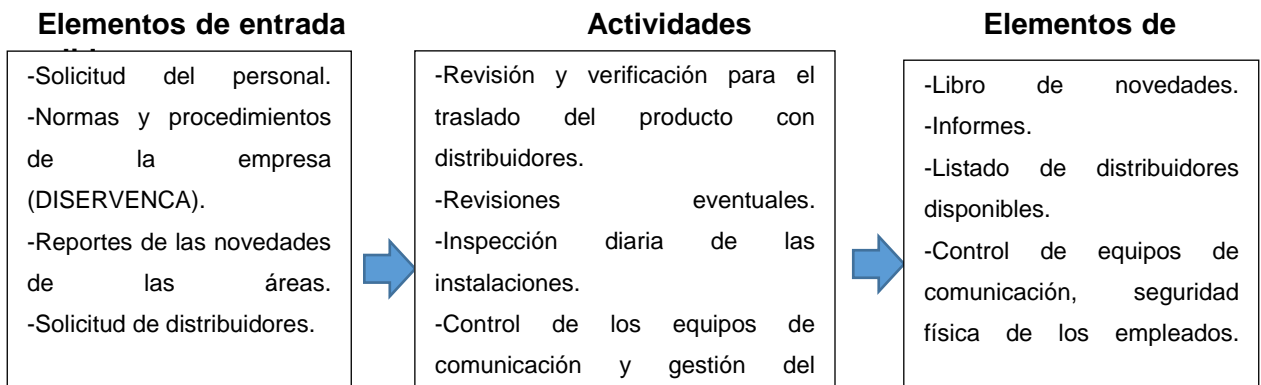 Elementos de entrada
-Solicitud del personal.
-Normas y procedimientos
de la empresa
(DISERVENCA).
-Reportes de las novedades
de las áreas.
-Solicitud de distribuidores.
Actividades
-Revisión y verificación para el
traslado del producto con
distribuidores.
-Revisiones eventuales.
-Inspección diaria de las
instalaciones.
-Control de los equipos de
comunicación y gestión del
Elementos de
-Libro de novedades.
-Informes.
-Listado de distribuidores
disponibles.
-Control de equipos de
comunicación, seguridad
física de los empleados.